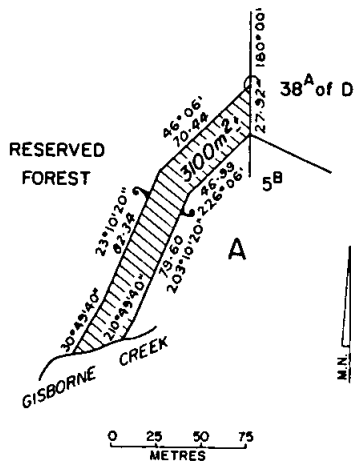 180°00'
27·92
38ᴬ of D
46°06'
70·44
3100m²±
RESERVED
FOREST
46·99
226°06'
5ᴮ
23°10'20"
82·34
79·60
203°10'20"
A
30°49'40"
210°49'40"
GISBORNE CREEK
M.N.
0 25 50 75
METRES